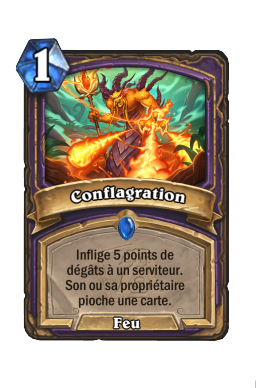 1
Conflagration
Inflige 5 points de
dégâts à un serviteur.
Son ou sa propriétaire
pioche une carte.
Feu